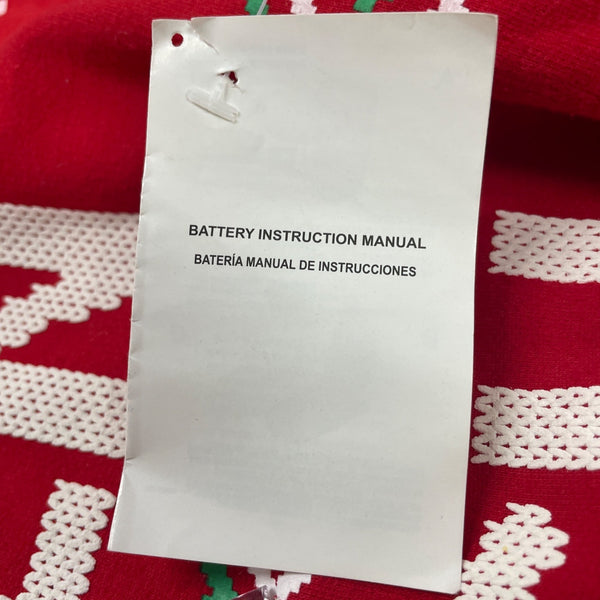 BATTERY INSTRUCTION MANUAL
BATERÍA MANUAL DE INSTRUCCIONES